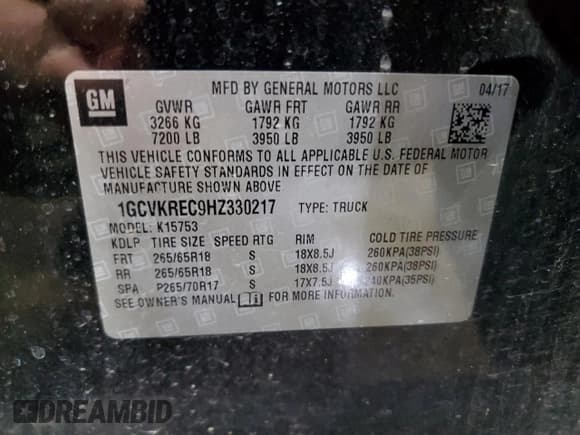 GM
MFD BY GENERAL MOTORS LLC 04/17
GVWR GAWR FRT GAWR RR
3266 KG 1792 KG 1792 KG
7200 LB 3950 LB 3950 LB
THIS VEHICLE CONFORMS TO ALL APPLICABLE U.S. FEDERAL MOTOR
VEHICLE SAFETY STANDARDS IN EFFECT ON THE DATE OF
MANUFACTURE SHOWN ABOVE
1GCVKREC9HZ330217 TYPE: TRUCK
MODEL: K15753
KDLP TIRE SIZE SPEED RTG RIM COLD TIRE PRESSURE
FRT 265/65R18 S 18X8.5J 260KPA(38PSI)
RR 265/65R18 S 18X8.5J 260KPA(38PSI)
SPA P265/70R17 S 17X7.5J 240KPA(35PSI)
SEE OWNER'S MANUAL FOR MORE INFORMATION.
DREAMBID